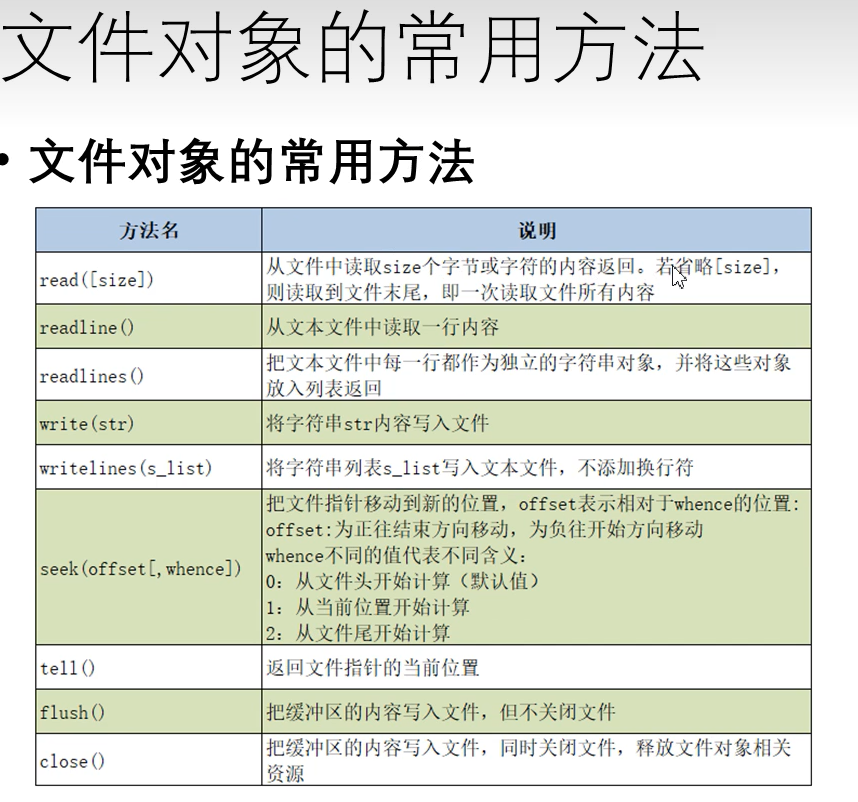 文件对象的常用方法
• 文件对象的常用方法
方法名 说明
read([size]) 从文件中读取size个字节或字符的内容返回。若省略[size],
则读取到文件末尾，即一次读取文件所有内容
readline() 从文本文件中读取一行内容
readlines() 把文本文件中每一行都作为独立的字符串对象，并将这些对象
放入列表返回
write(str) 将字符串str内容写入文件
writelines(s_list) 将字符串列表s_list写入文本文件，不添加换行符
seek(offset[,whence]) 把文件指针移动到新的位置，offset表示相对于whence的位置:
offset:为正往结束方向移动，为负往开始方向移动
whence不同的值代表不同含义:
0: 从文件头开始计算（默认值）
1: 从当前位置开始计算
2: 从文件尾开始计算
tell() 返回文件指针的当前位置
flush() 把缓冲区的内容写入文件，但不关闭文件
close() 把缓冲区的内容写入文件，同时关闭文件，释放文件对象相关
资源